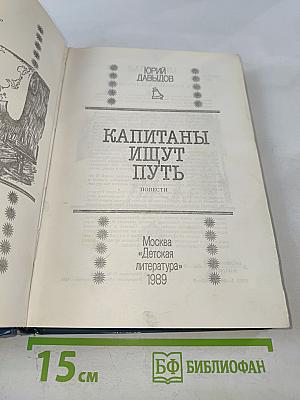 ЮРИЙ
ДАВЫДОВ
КАПИТАНЫ
ИЩУТ
ПУТЬ
ПОВЕСТИ
Москва
«Детская
литература»
1989
15 см
БФ БИБЛИОФАН